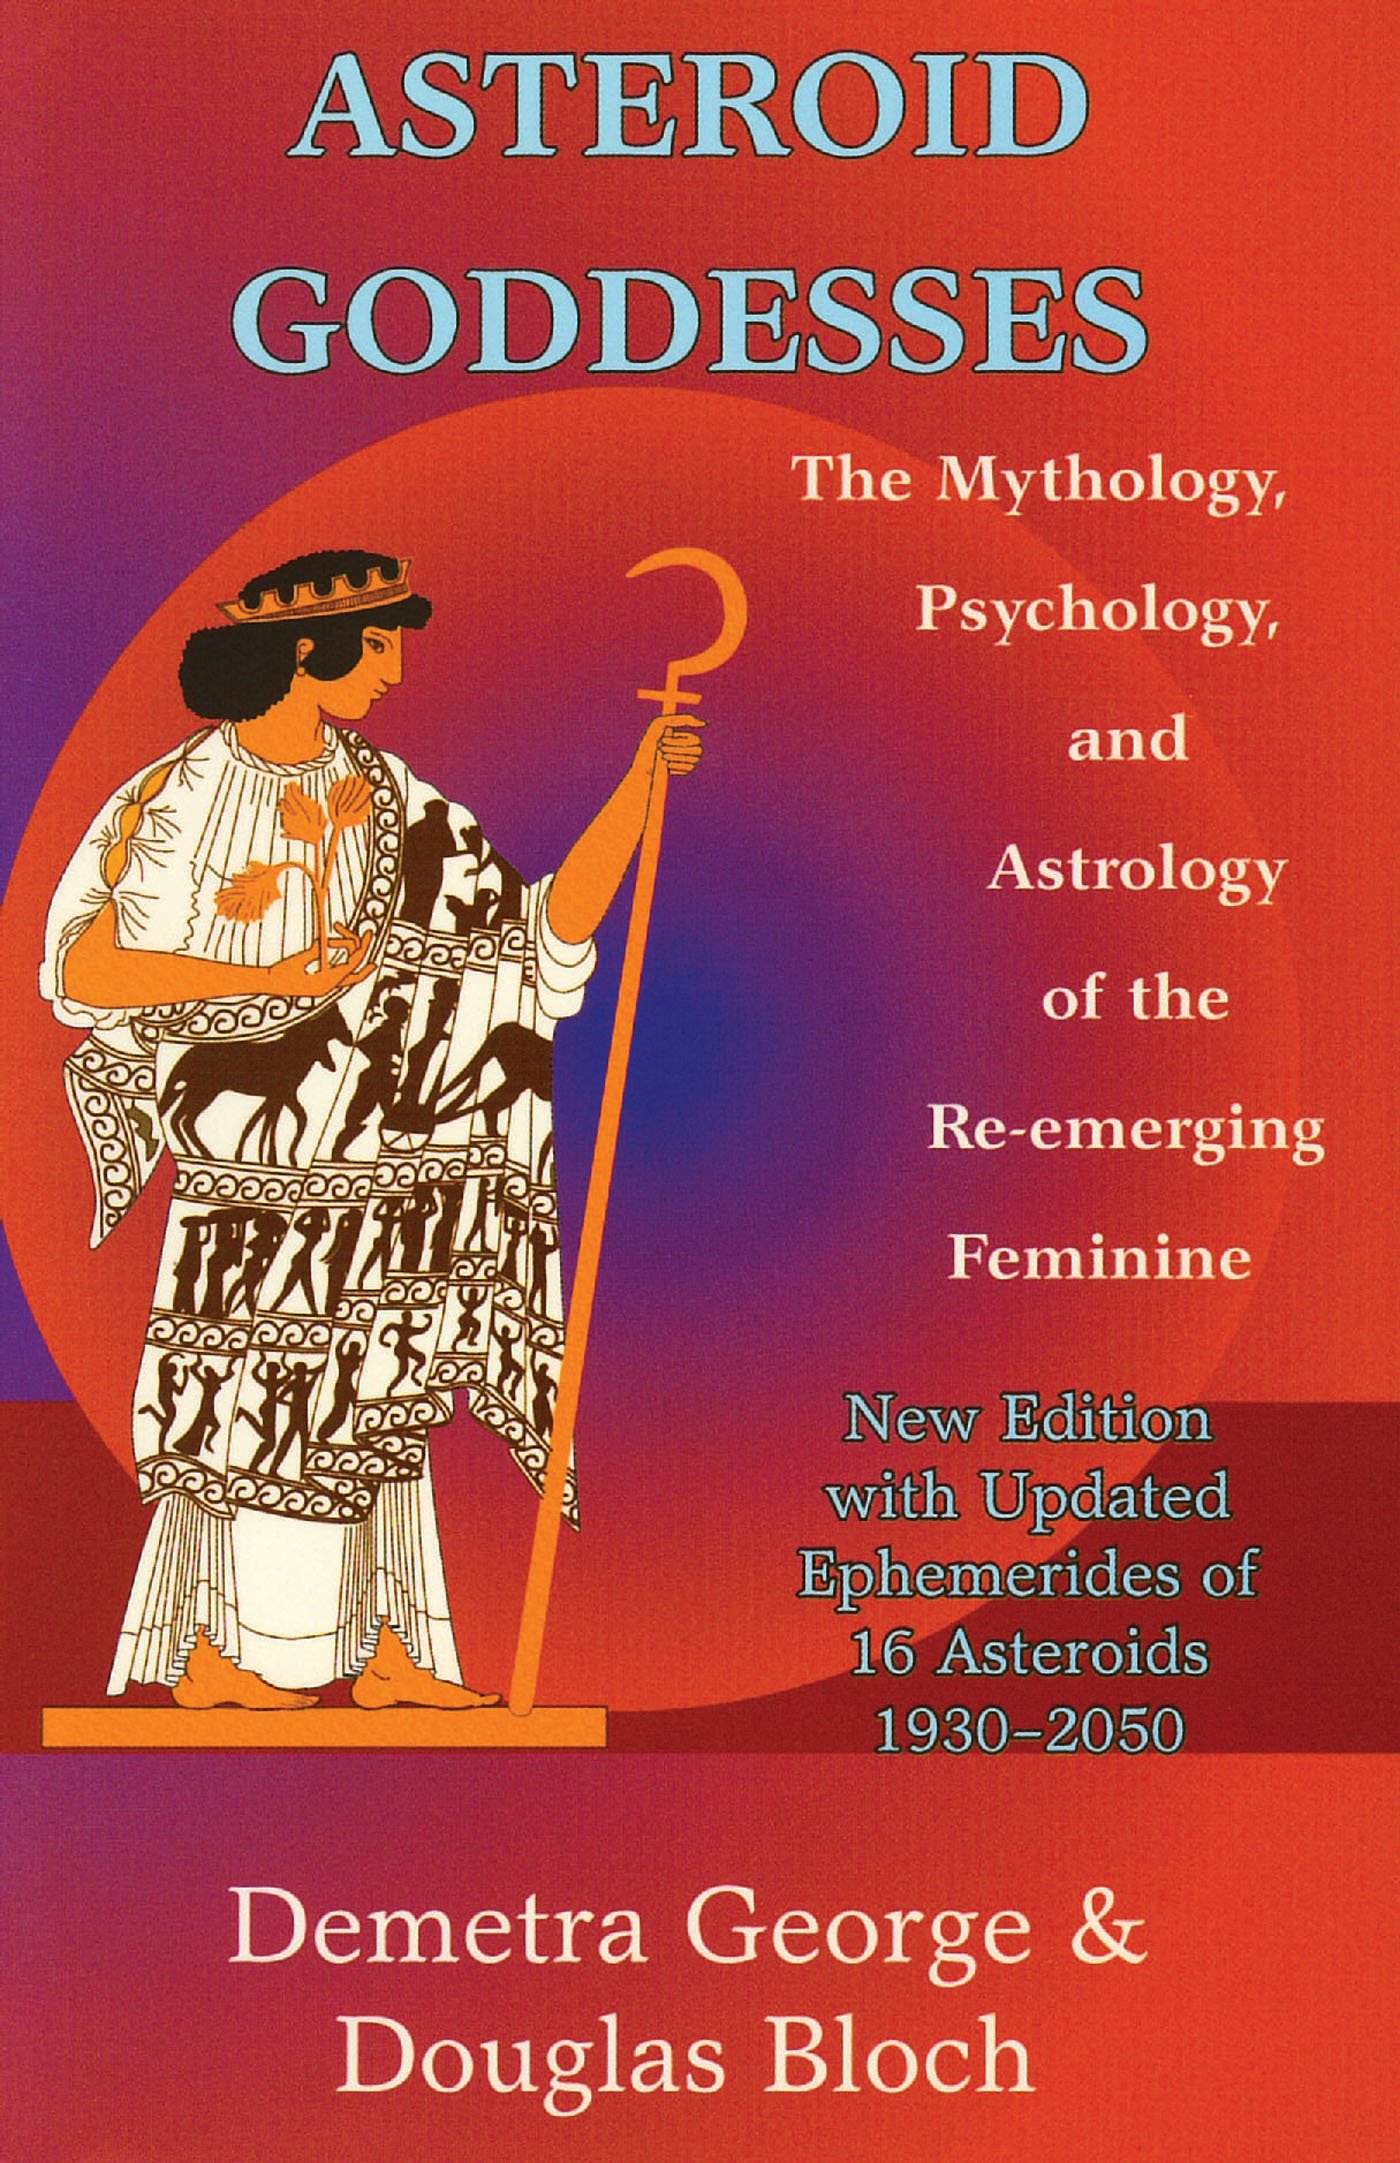 ASTEROID
GODDESSES
The Mythology,
Psychology,
and
Astrology
of the
Re-emerging
Feminine
New Edition
with Updated
Ephemerides of
16 Asteroids
1930–2050
Demetra George &
Douglas Bloch